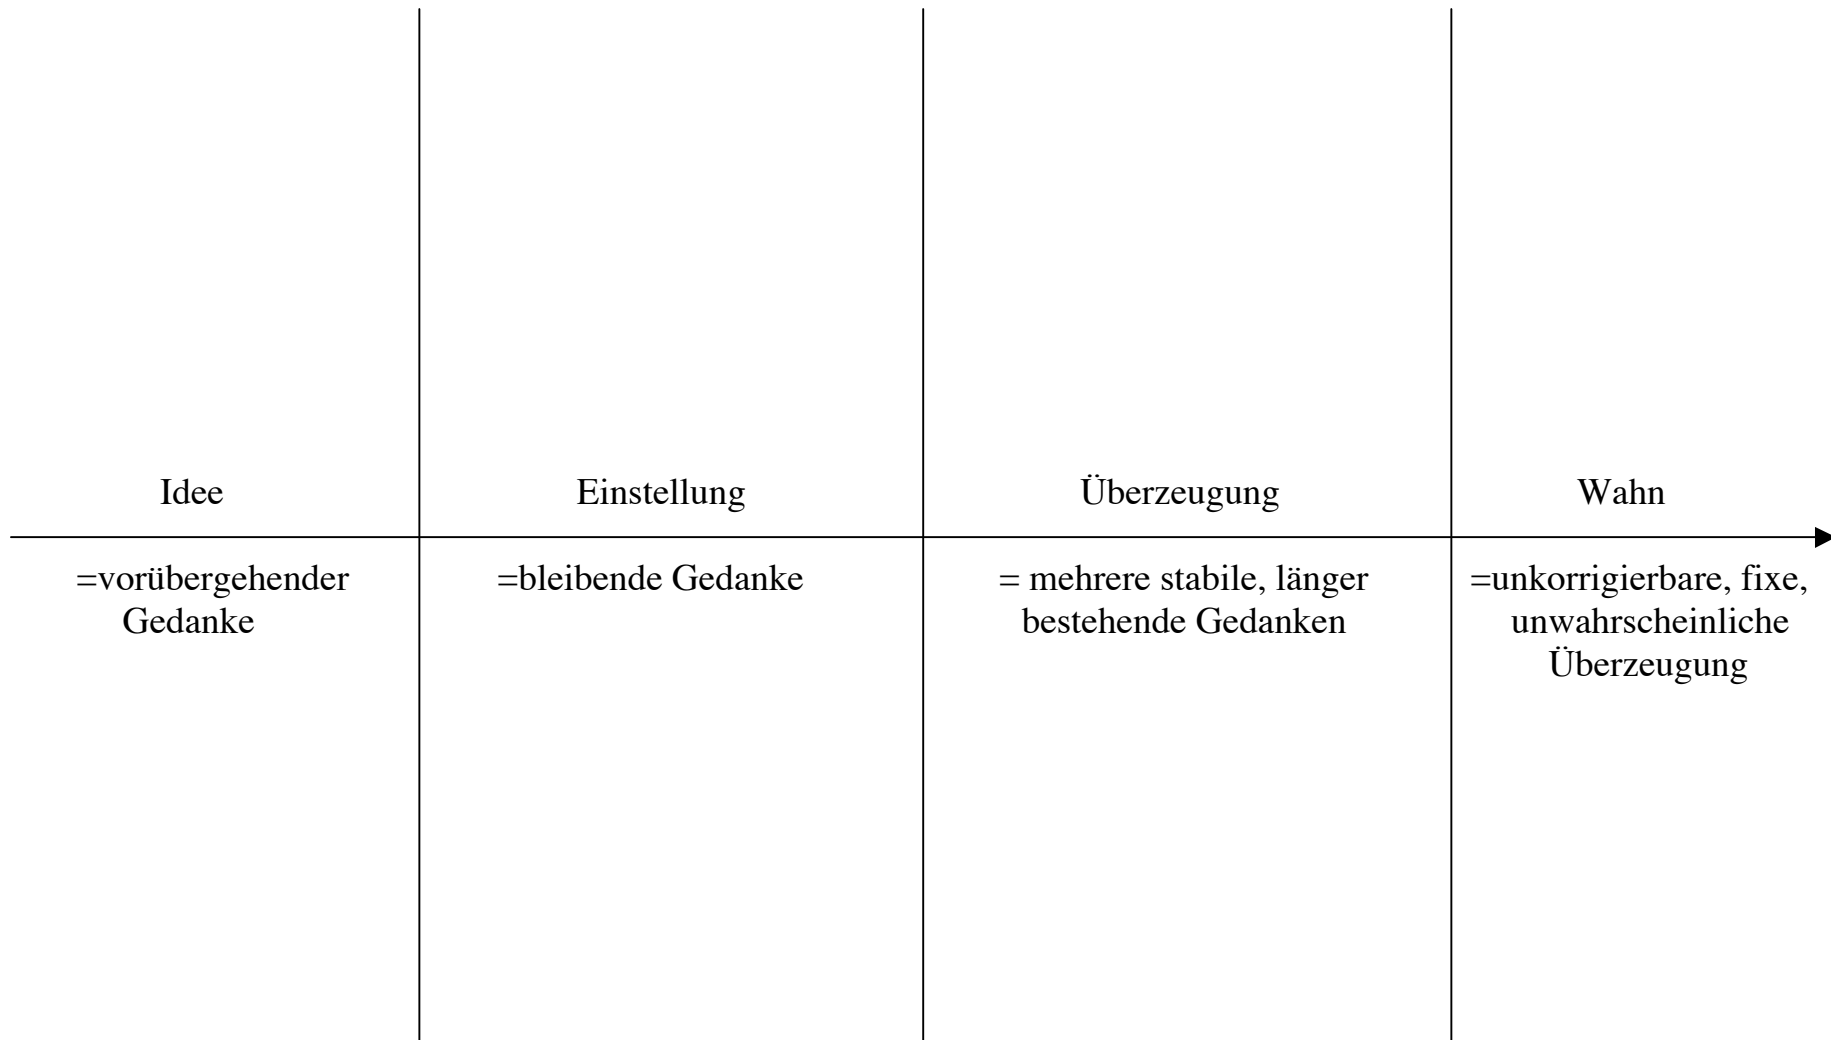 Idee
Einstellung
Überzeugung
Wahn
=vorübergehender
Gedanke
=bleibende Gedanke
= mehrere stabile, länger
bestehende Gedanken
=unkorrigierbare, fixe,
unwahrscheinliche
Überzeugung